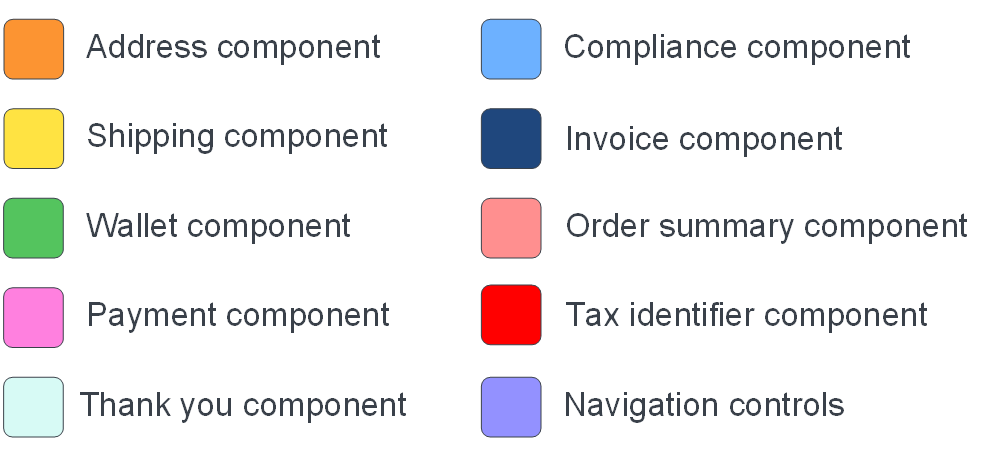 Address component
Compliance component
Shipping component
Invoice component
Wallet component
Order summary component
Payment component
Tax identifier component
Thank you component
Navigation controls